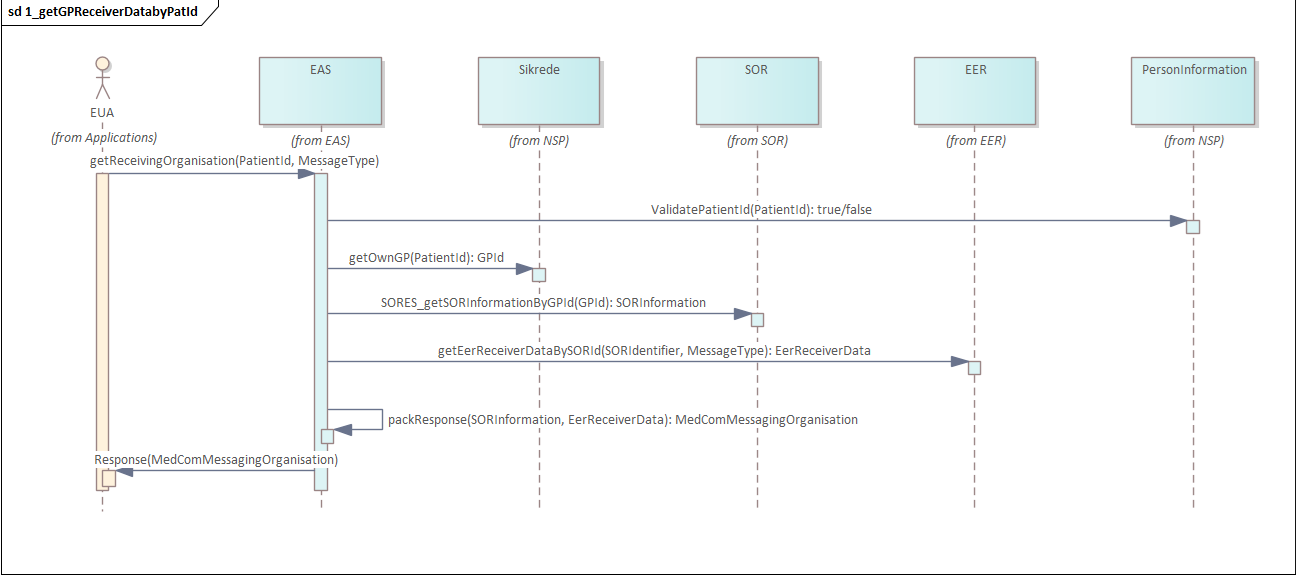 sd 1_getGPReceiverDatabyPatId
EAS
Sikrede
SOR
EER
PersonInformation
EUA
(from Applications)
(from EAS)
(from NSP)
(from SOR)
(from EER)
(from NSP)
getReceivingOrganisation(PatientId, MessageType)
ValidatePatientId(PatientId): true/false
getOwnGP(PatientId): GPId
SORES_getSORInformationByGPId(GPId): SORInformation
getEerReceiverDataBySORId(SORIdentifier, MessageType): EerReceiverData
packResponse(SORInformation, EerReceiverData): MedComMessagingOrganisation
Response(MedComMessagingOrganisation)